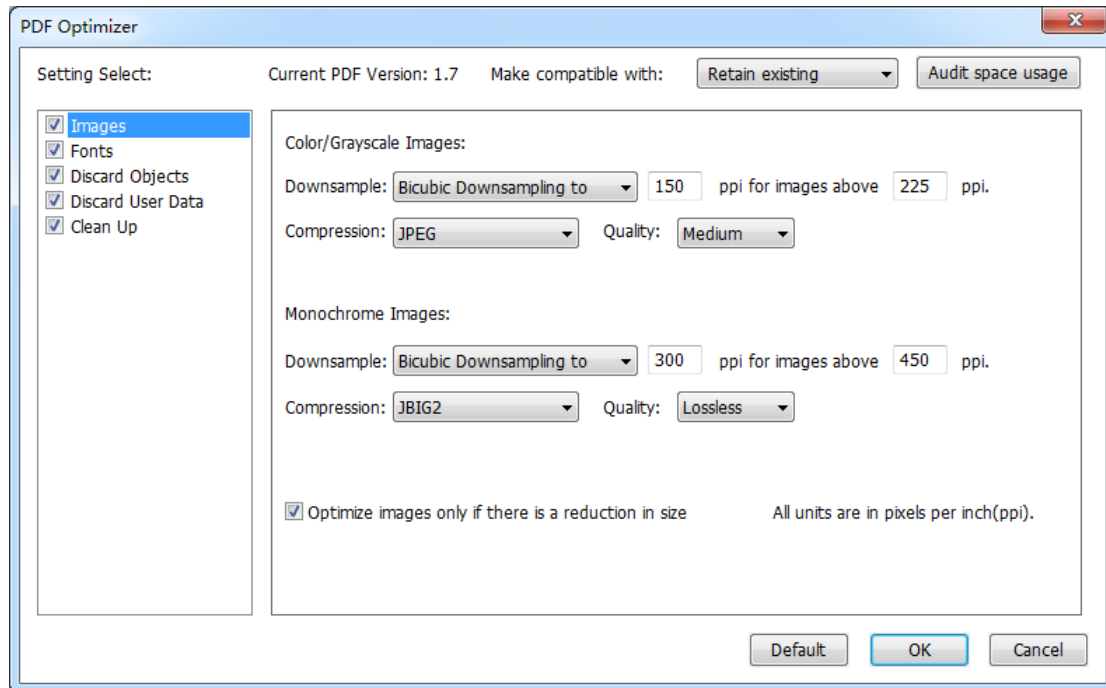 PDF Optimizer
Setting Select: Current PDF Version: 1.7 Make compatible with: Retain existing Audit space usage
Images
Fonts
Discard Objects
Discard User Data
Clean Up
Color/Grayscale Images:
Downsample: Bicubic Downsampling to 150 ppi for images above 225 ppi.
Compression: JPEG Quality: Medium
Monochrome Images:
Downsample: Bicubic Downsampling to 300 ppi for images above 450 ppi.
Compression: JBIG2 Quality: Lossless
Optimize images only if there is a reduction in size All units are in pixels per inch(ppi).
Default OK Cancel